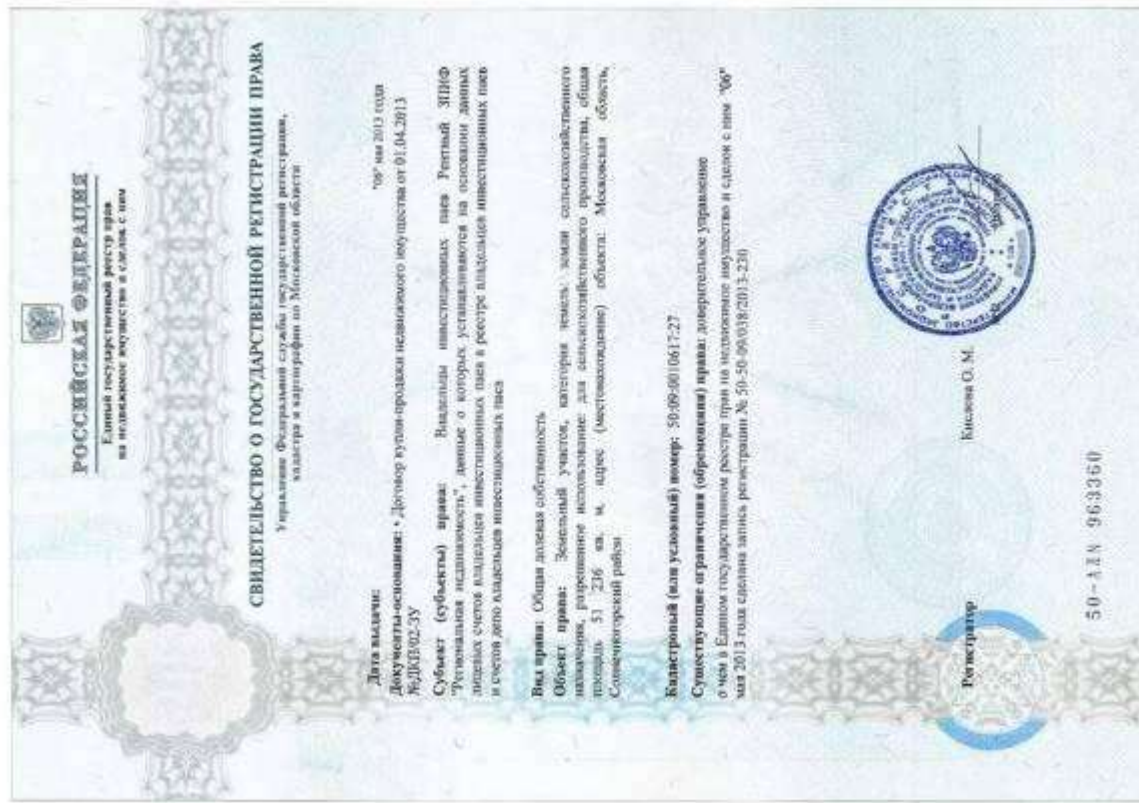 РОССИЙСКАЯ ФЕДЕРАЦИЯ
Единый государственный реестр прав
на недвижимое имущество и сделок с ним
СВИДЕТЕЛЬСТВО О ГОСУДАРСТВЕННОЙ РЕГИСТРАЦИИ ПРАВА
Управление Федеральной службы государственной регистрации,
кадастра и картографии по Московской области
Дата выдачи: "06" мая 2013 года
Документы-основания: • Договор купли-продажи недвижимого имущества от 01.04.2013
№ДКП/02-ЗУ
Субъект (субъекты) права: Владельцы инвестиционных паев Рентный ЗПИФ
"Региональная недвижимость", данные о которых устанавливаются на основании данных
лицевых счетов владельцев инвестиционных паев в реестре владельцев инвестиционных паев
и счетов депо владельцев инвестиционных паев
Вид права: Общая долевая собственность
Объект права: Земельный участок, категория земель: земли сельскохозяйственного
назначения, разрешенное использование: для сельскохозяйственного производства, общая
площадь 51 236 кв. м, адрес (местонахождение) объекта: Московская область,
Солнечногорский район
Кадастровый (или условный) номер: 50:09:0010617:27
Существующие ограничения (обременения) права: доверительное управление
о чем в Едином государственном реестре прав на недвижимое имущество и сделок с ним "06"
мая 2013 года сделана запись регистрации № 50-50-09/038/2013-230
Регистратор Кислова О. М.
50-АДN 963360